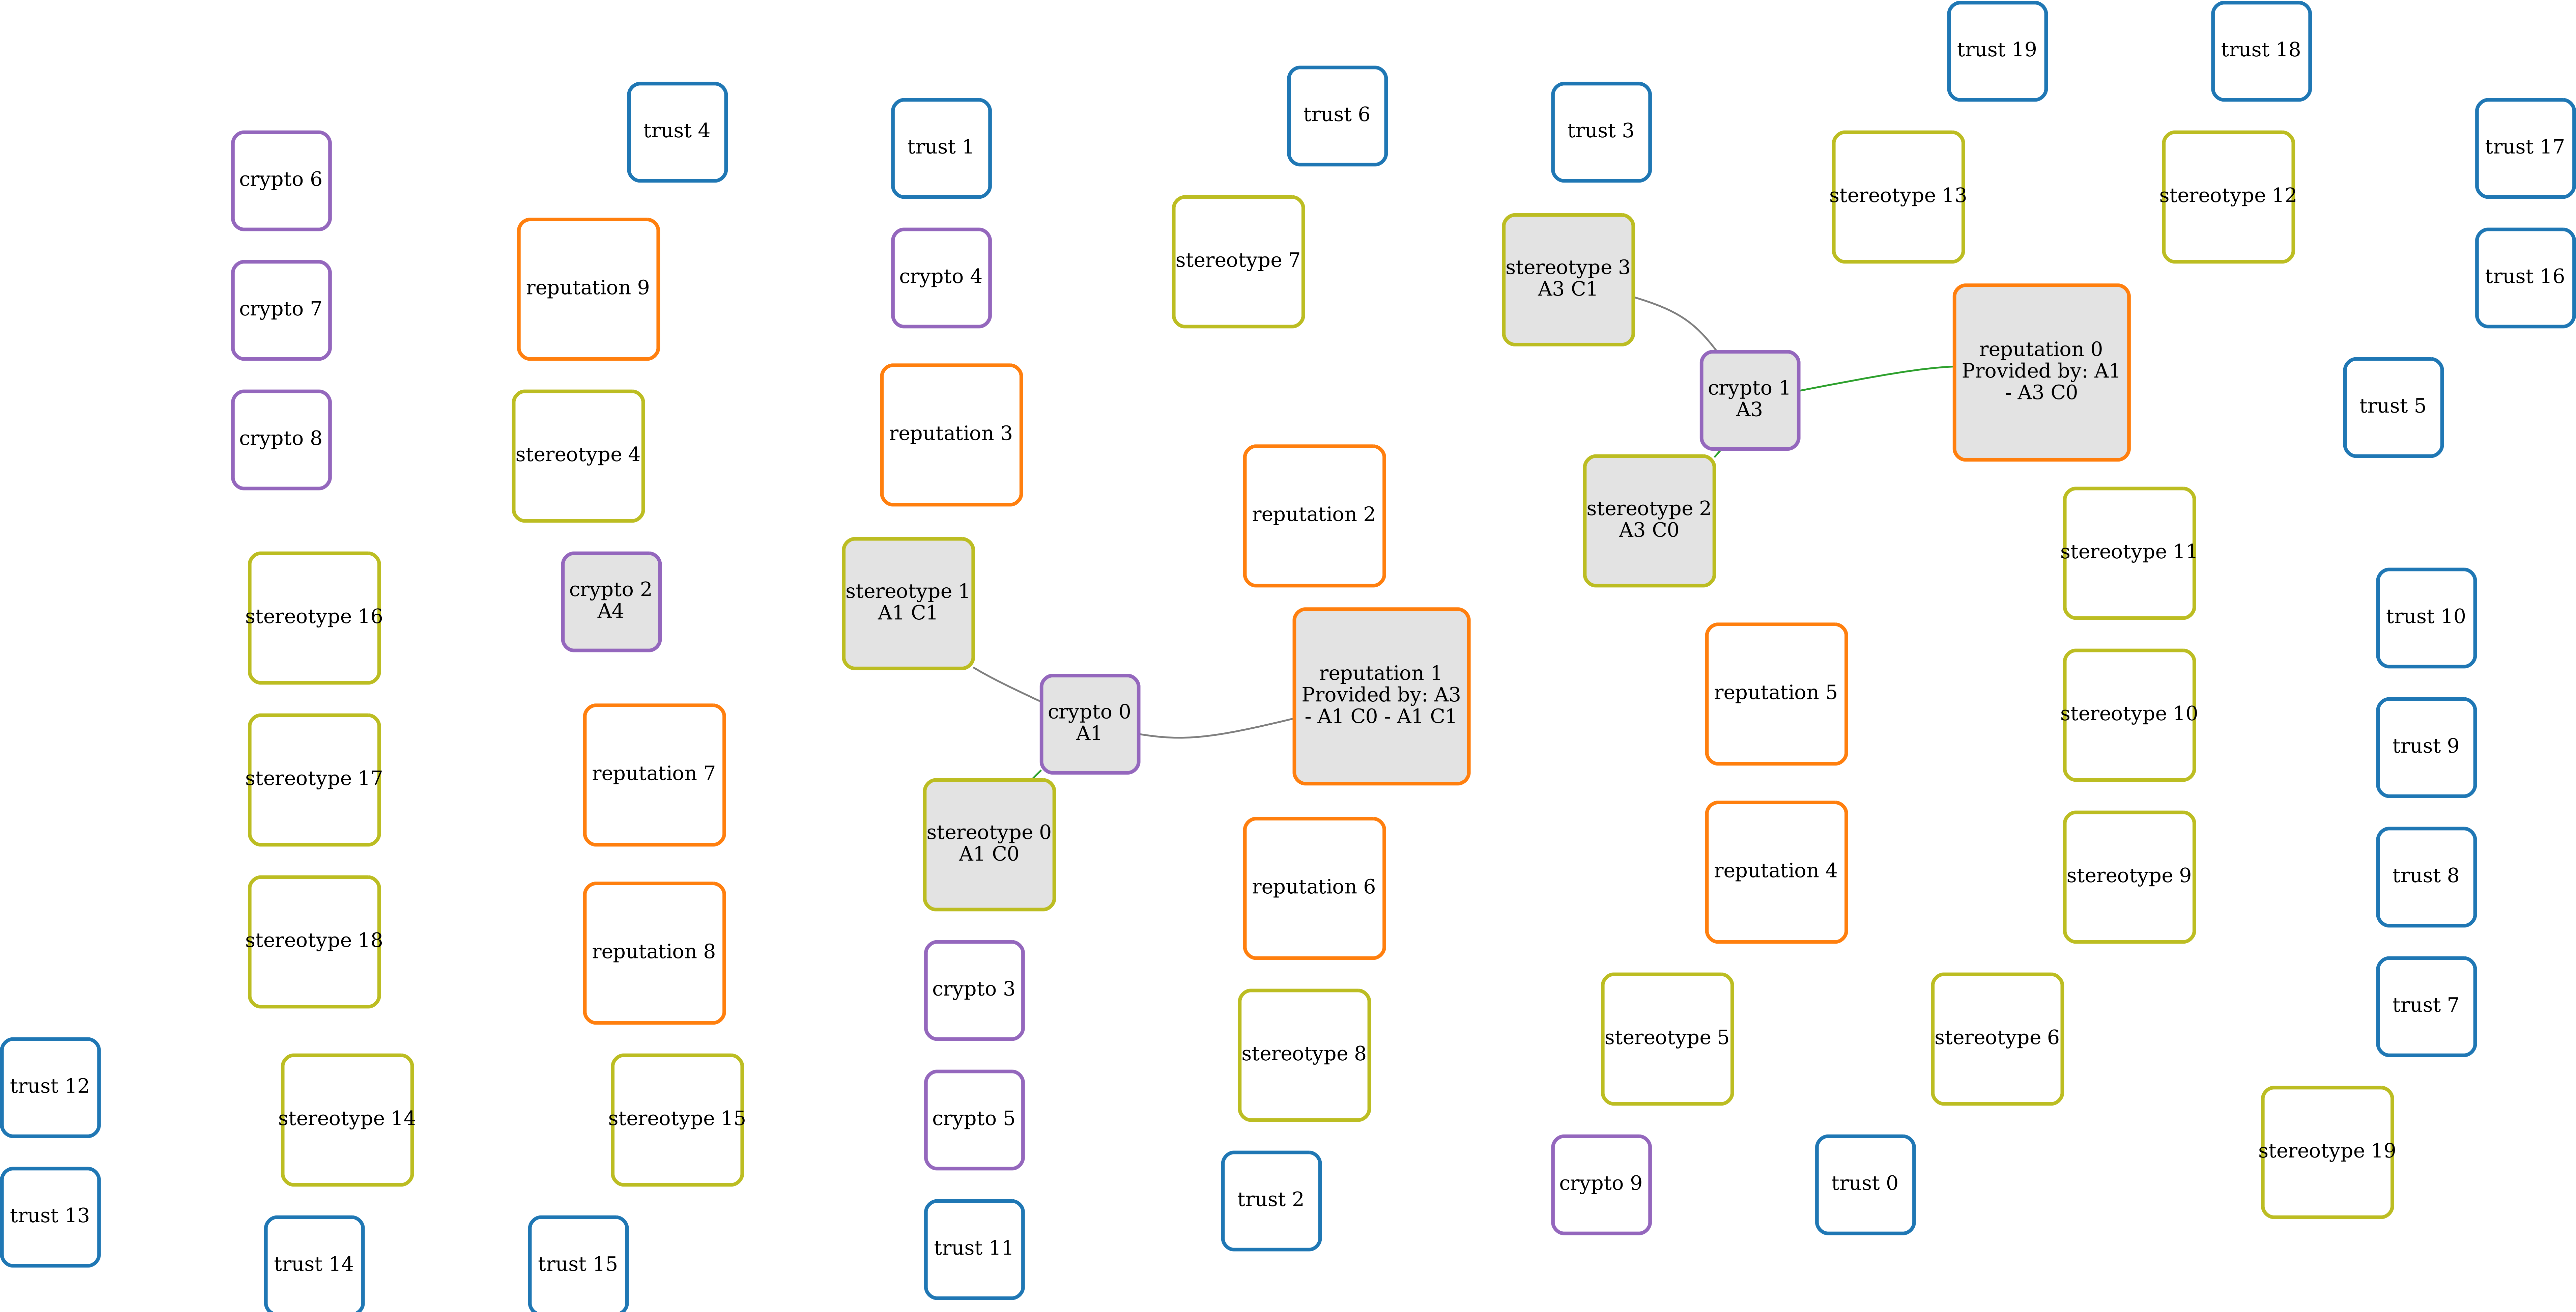 trust 19
trust 18
trust 6
trust 4
trust 3
trust 1
trust 17
crypto 6
stereotype 13
stereotype 12
stereotype 7
stereotype 3
A3 C1
crypto 4
trust 16
reputation 9
crypto 7
reputation 0
Provided by: A1
- A3 C0
crypto 1
A3
trust 5
reputation 3
crypto 8
stereotype 4
reputation 2
stereotype 2
A3 C0
stereotype 11
crypto 2
A4
stereotype 1
A1 C1
stereotype 16
trust 10
reputation 1
Provided by: A3
- A1 C0 - A1 C1
reputation 5
crypto 0
A1
stereotype 10
trust 9
stereotype 17
reputation 7
stereotype 0
A1 C0
reputation 4
stereotype 9
trust 8
reputation 6
stereotype 18
reputation 8
crypto 3
trust 7
stereotype 8
stereotype 5
stereotype 6
trust 12
stereotype 14
stereotype 15
crypto 5
stereotype 19
crypto 9
trust 0
trust 2
trust 13
trust 11
trust 14
trust 15